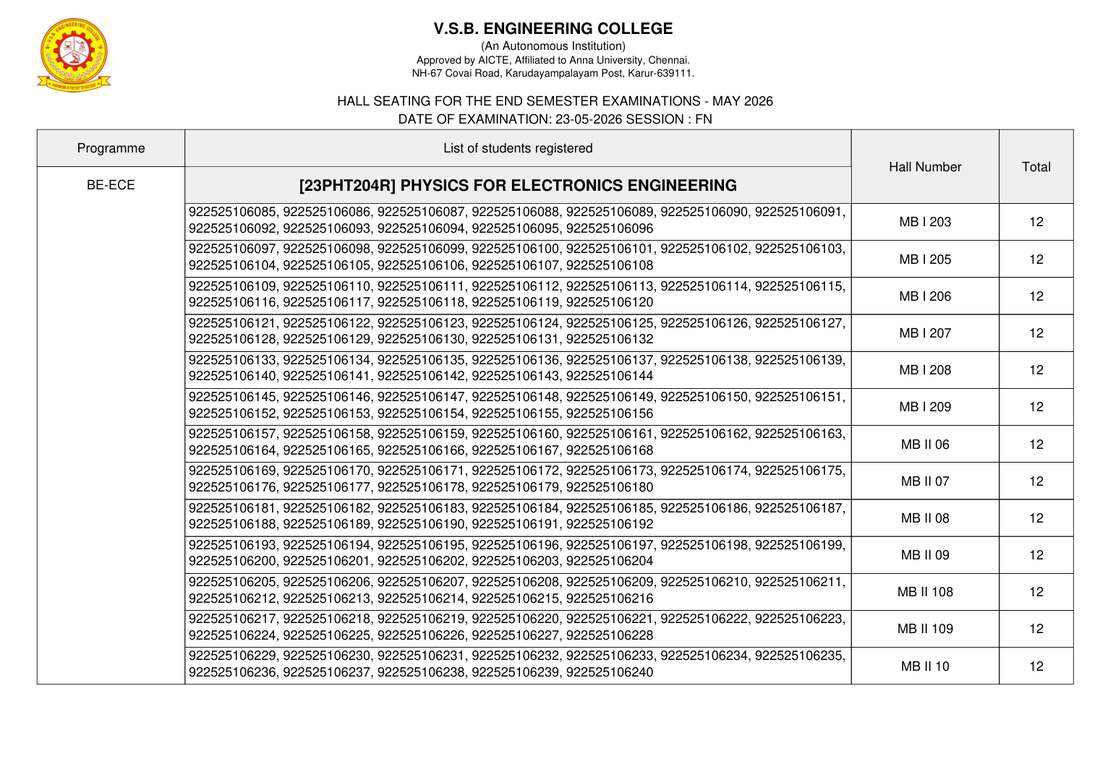 V.S.B. ENGINEERING COLLEGE
(An Autonomous Institution)
Approved by AICTE, Affiliated to Anna University, Chennai.
NH-67 Covai Road, Karudayampalayam Post, Karur-639111.
HALL SEATING FOR THE END SEMESTER EXAMINATIONS - MAY 2026
DATE OF EXAMINATION: 23-05-2026 SESSION : FN
Programme List of students registered Hall Number Total
BE-ECE [23PHT204R] PHYSICS FOR ELECTRONICS ENGINEERING
922525106085, 922525106086, 922525106087, 922525106088, 922525106089, 922525106090, 922525106091,
922525106092, 922525106093, 922525106094, 922525106095, 922525106096
MB I 203 12
922525106097, 922525106098, 922525106099, 922525106100, 922525106101, 922525106102, 922525106103,
922525106104, 922525106105, 922525106106, 922525106107, 922525106108
MB I 205 12
922525106109, 922525106110, 922525106111, 922525106112, 922525106113, 922525106114, 922525106115,
922525106116, 922525106117, 922525106118, 922525106119, 922525106120
MB I 206 12
922525106121, 922525106122, 922525106123, 922525106124, 922525106125, 922525106126, 922525106127,
922525106128, 922525106129, 922525106130, 922525106131, 922525106132
MB I 207 12
922525106133, 922525106134, 922525106135, 922525106136, 922525106137, 922525106138, 922525106139,
922525106140, 922525106141, 922525106142, 922525106143, 922525106144
MB I 208 12
922525106145, 922525106146, 922525106147, 922525106148, 922525106149, 922525106150, 922525106151,
922525106152, 922525106153, 922525106154, 922525106155, 922525106156
MB I 209 12
922525106157, 922525106158, 922525106159, 922525106160, 922525106161, 922525106162, 922525106163,
922525106164, 922525106165, 922525106166, 922525106167, 922525106168
MB II 06 12
922525106169, 922525106170, 922525106171, 922525106172, 922525106173, 922525106174, 922525106175,
922525106176, 922525106177, 922525106178, 922525106179, 922525106180
MB II 07 12
922525106181, 922525106182, 922525106183, 922525106184, 922525106185, 922525106186, 922525106187,
922525106188, 922525106189, 922525106190, 922525106191, 922525106192
MB II 08 12
922525106193, 922525106194, 922525106195, 922525106196, 922525106197, 922525106198, 922525106199,
922525106200, 922525106201, 922525106202, 922525106203, 922525106204
MB II 09 12
922525106205, 922525106206, 922525106207, 922525106208, 922525106209, 922525106210, 922525106211,
922525106212, 922525106213, 922525106214, 922525106215, 922525106216
MB II 108 12
922525106217, 922525106218, 922525106219, 922525106220, 922525106221, 922525106222, 922525106223,
922525106224, 922525106225, 922525106226, 922525106227, 922525106228
MB II 109 12
922525106229, 922525106230, 922525106231, 922525106232, 922525106233, 922525106234, 922525106235,
922525106236, 922525106237, 922525106238, 922525106239, 922525106240
MB II 10 12